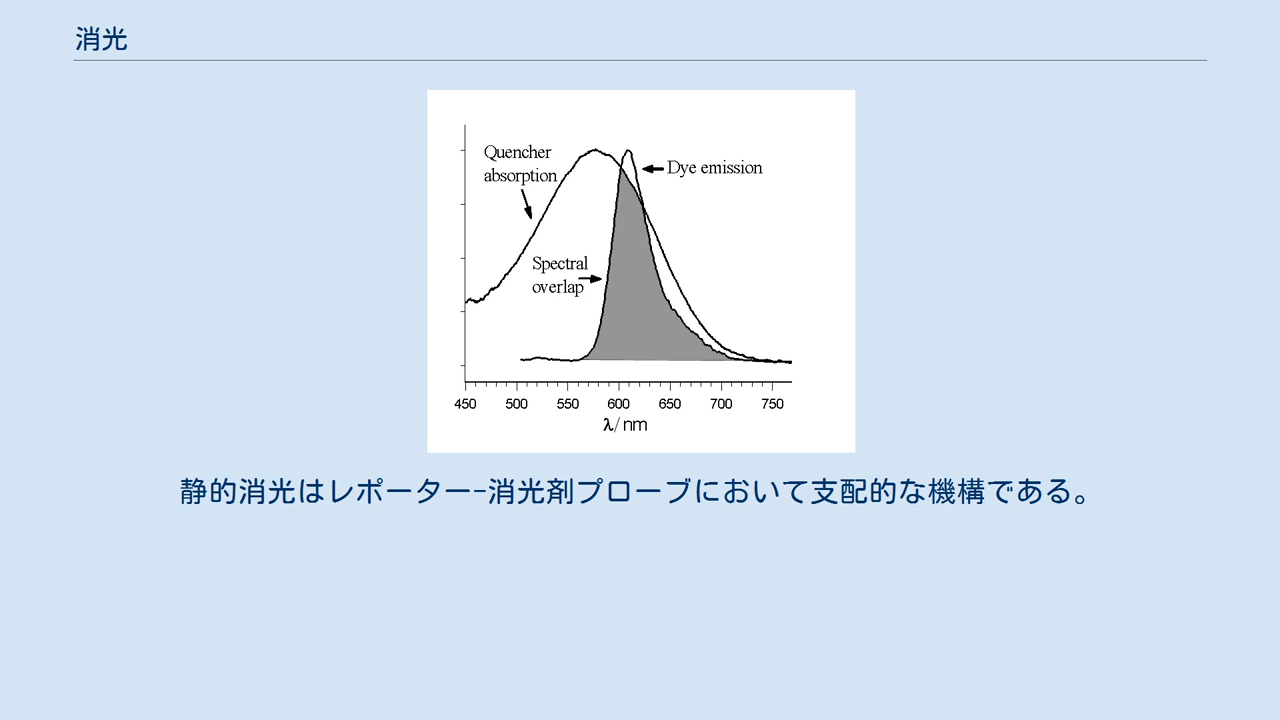 消光
Quencher
absorption
Dye emission
Spectral
overlap
450 500 550 600 650 700 750
λ/nm
静的消光はレポーター-消光剤プローブにおいて支配的な機構である。